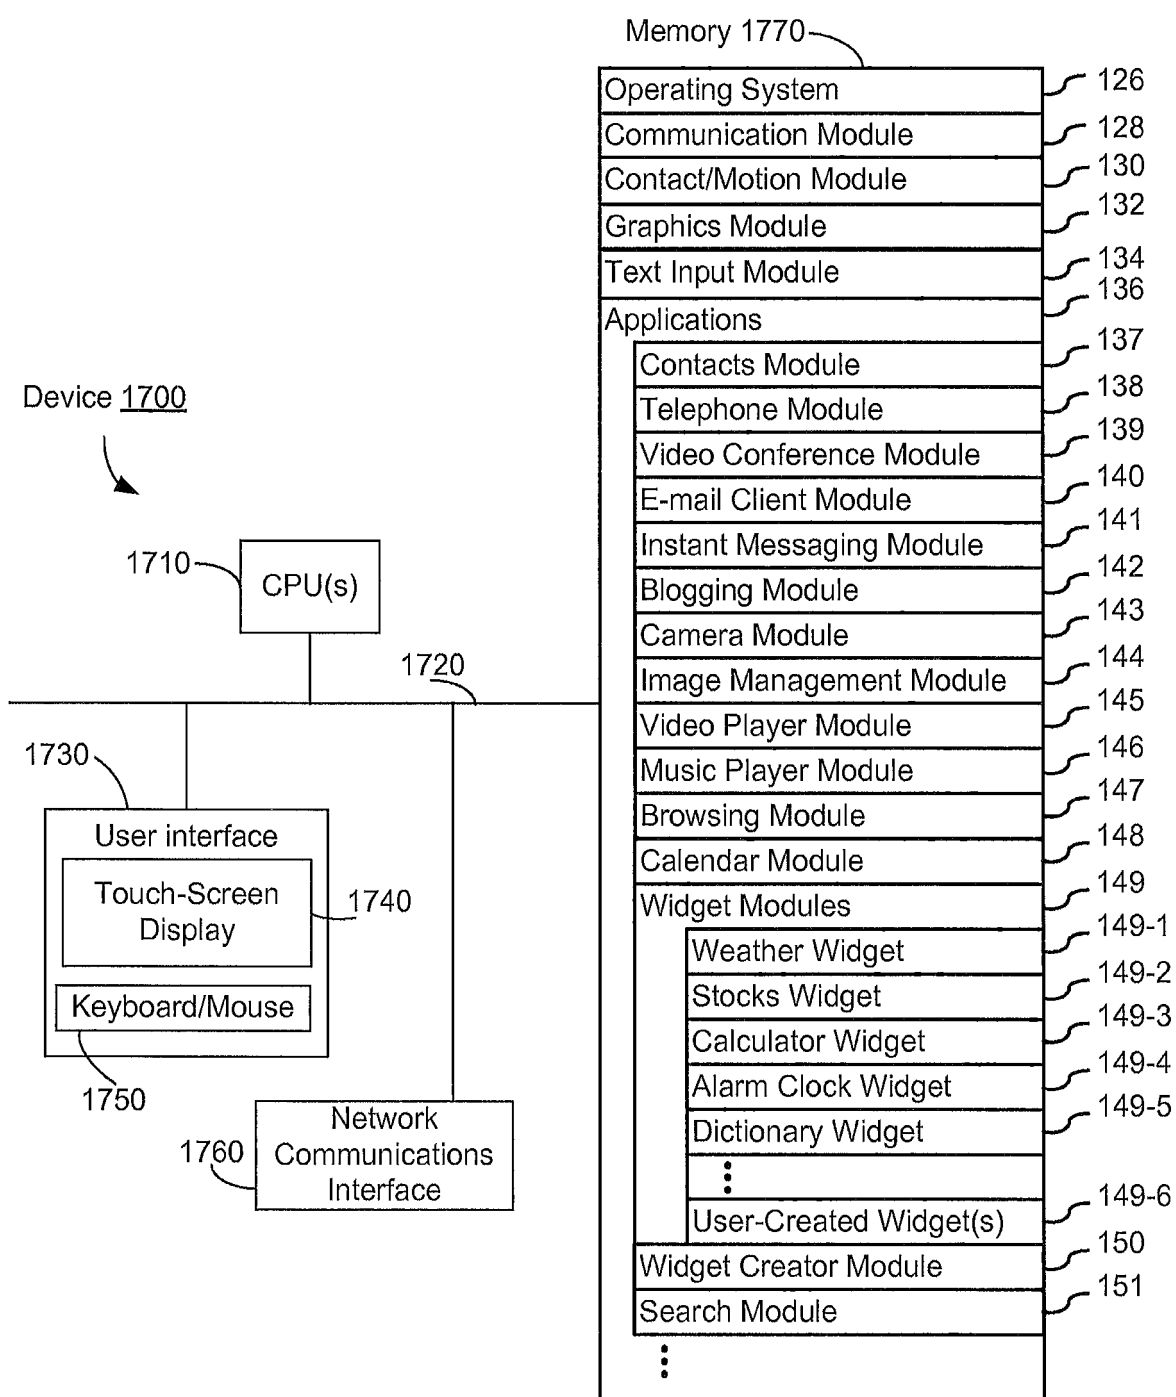 Memory 1770
Operating System
126
Communication Module
128
Contact/Motion Module
130
Graphics Module
132
Text Input Module
134
Applications
136
Contacts Module
137
Telephone Module
138
Video Conference Module
139
E-mail Client Module
140
Instant Messaging Module
141
Blogging Module
142
Camera Module
143
Image Management Module
144
Video Player Module
145
Music Player Module
146
Browsing Module
147
Calendar Module
148
Widget Modules
149
Weather Widget
149-1
Stocks Widget
149-2
Calculator Widget
149-3
Alarm Clock Widget
149-4
Dictionary Widget
149-5
User-Created Widget(s)
149-6
Widget Creator Module
150
Search Module
151
Device 1700
1710
CPU(s)
1720
1730
User interface
Touch-Screen
Display
1740
Keyboard/Mouse
1750
1760
Network
Communications
Interface